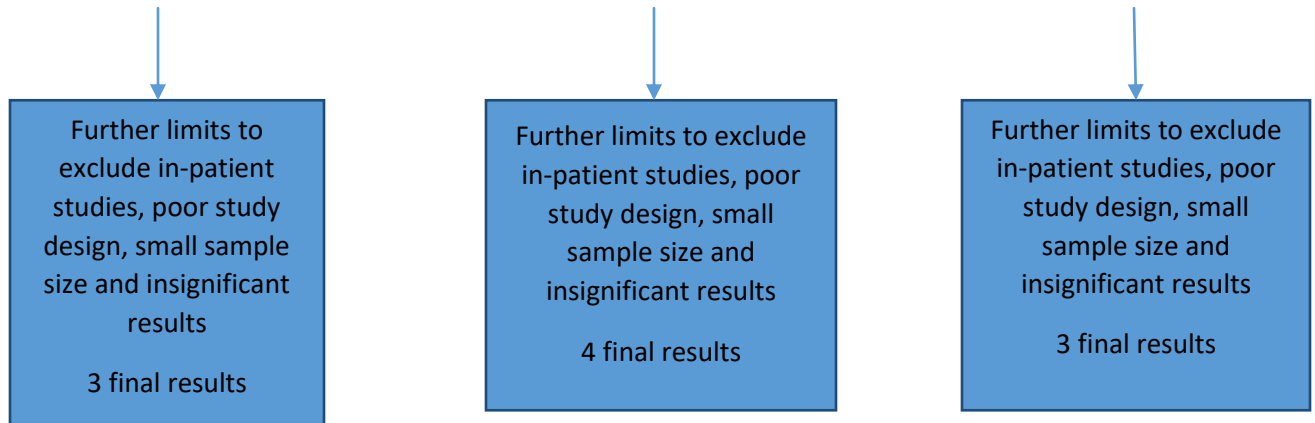 Further limits to
exclude in-patient
studies, poor study
design, small sample
size and insignificant
results
3 final results
Further limits to exclude
in-patient studies, poor
study design, small
sample size and
insignificant results
4 final results
Further limits to exclude
in-patient studies, poor
study design, small
sample size and
insignificant results
3 final results